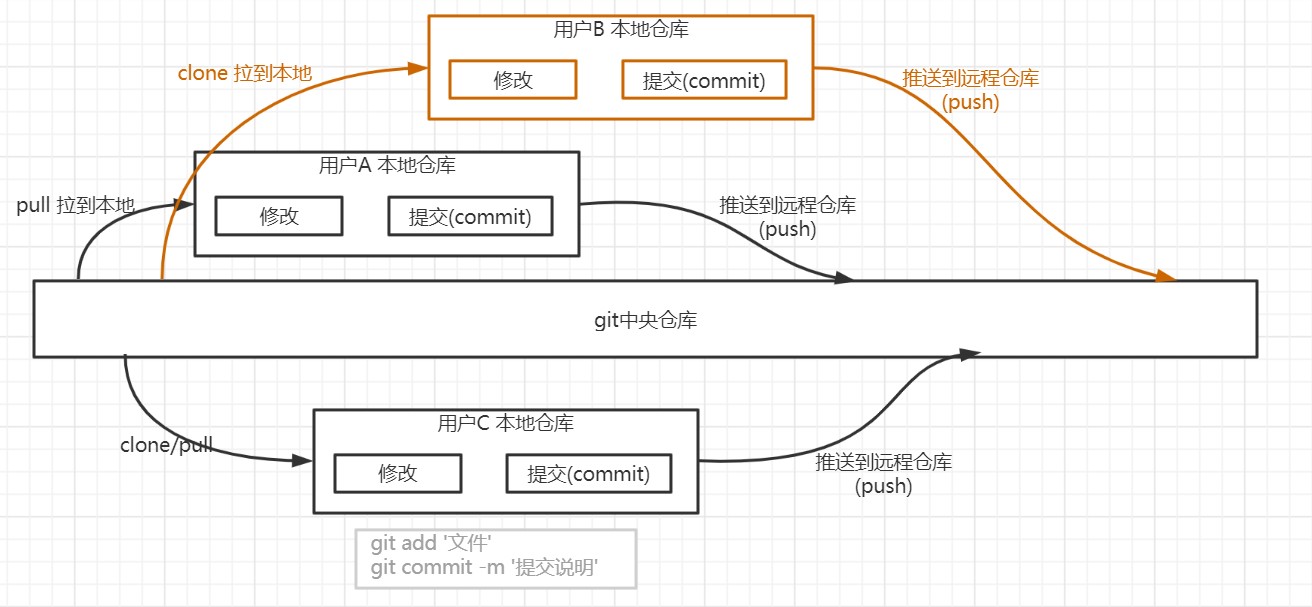 用户B 本地仓库
clone 拉到本地
修改
提交(commit)
推送到远程仓库
(push)
用户A 本地仓库
pull 拉到本地
修改
提交(commit)
推送到远程仓库
(push)
git中央仓库
用户C 本地仓库
clone/pull
修改
提交(commit)
推送到远程仓库
(push)
git add '文件'
git commit -m '提交说明'